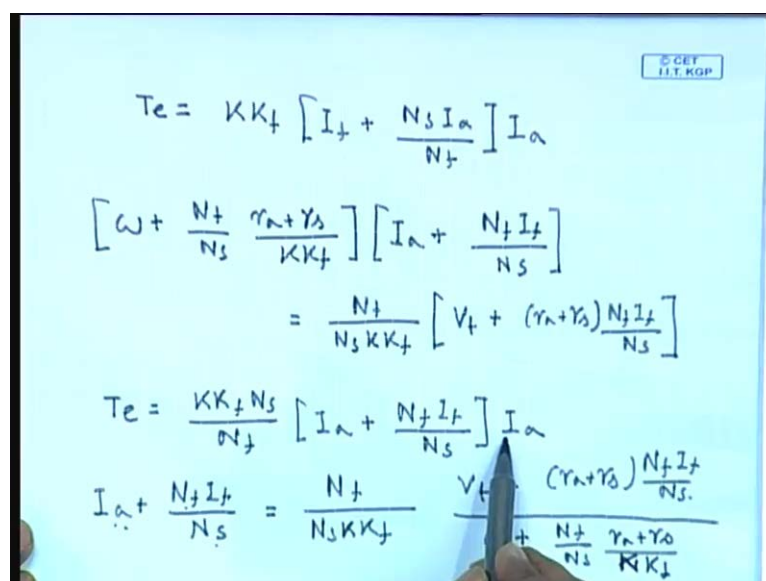 © CET
I.I.T. KGP
Te = KK_f [I_f + N_s I_a / N_f] I_a
[ω + N_f / N_s (r_a + r_s) / KK_f] [I_a + N_f I_f / N_s]
= N_f / N_s KK_f [V_t + (r_a + r_s) N_f I_f / N_s]
Te = KK_f N_s / N_f [I_a + N_f I_f / N_s] I_a
I_a + N_f I_f / N_s = N_f / N_s KK_f V_t (r_a + r_s) N_f I_f / N_s / + N_f / N_s (r_a + r_s) / KK_f